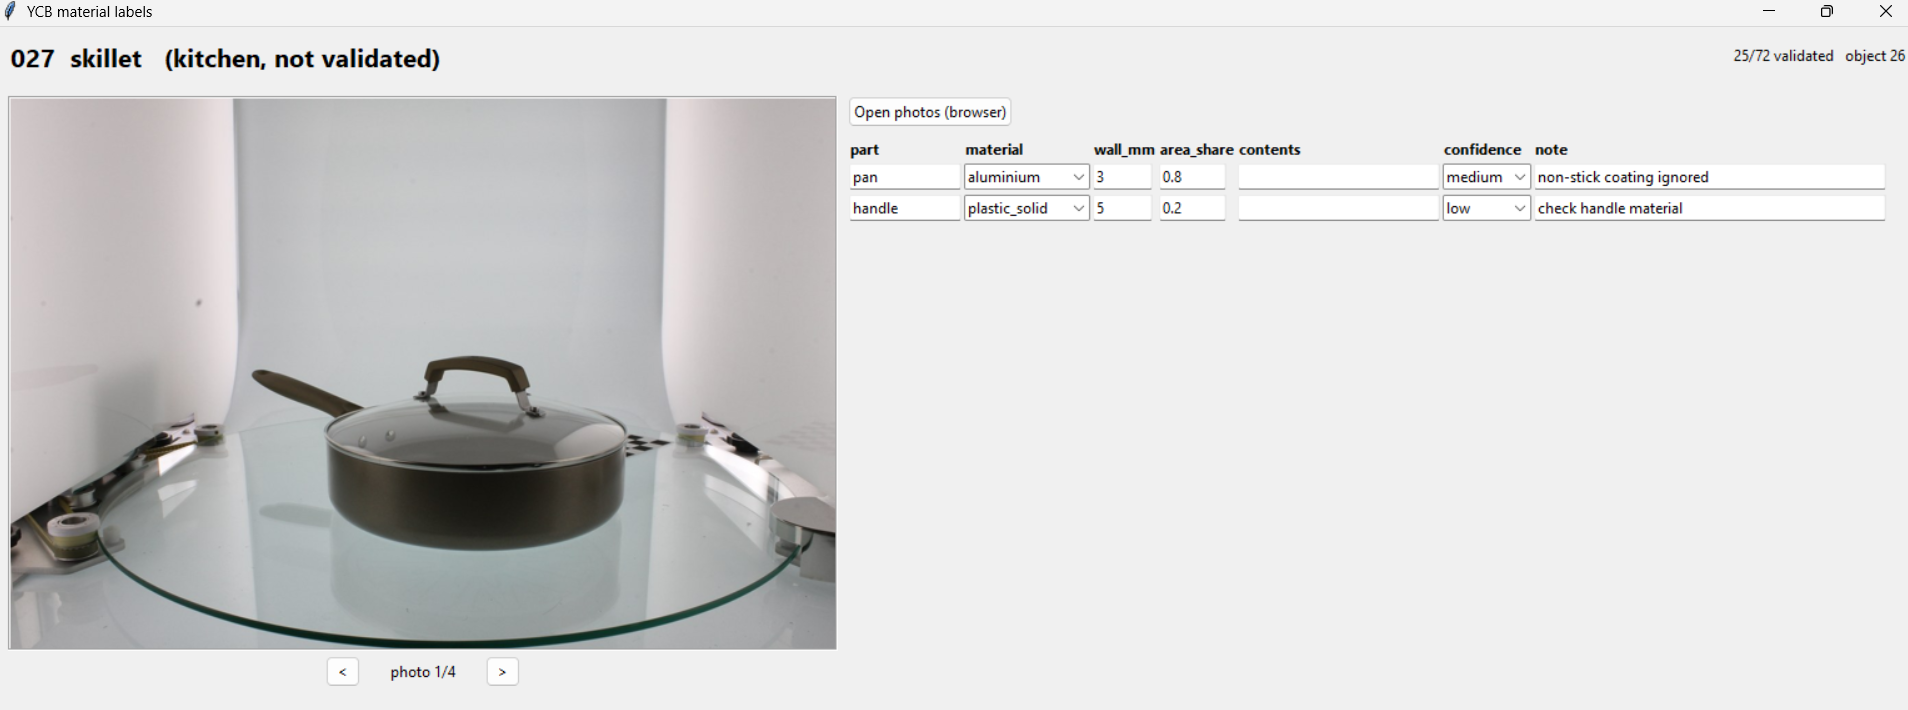 YCB material labels
027 skillet (kitchen, not validated)
25/72 validated object 26
Open photos (browser)
part material wall_mm area_share contents confidence note
pan aluminium 3 0.8 medium non-stick coating ignored
handle plastic_solid 5 0.2 low check handle material
< photo 1/4 >